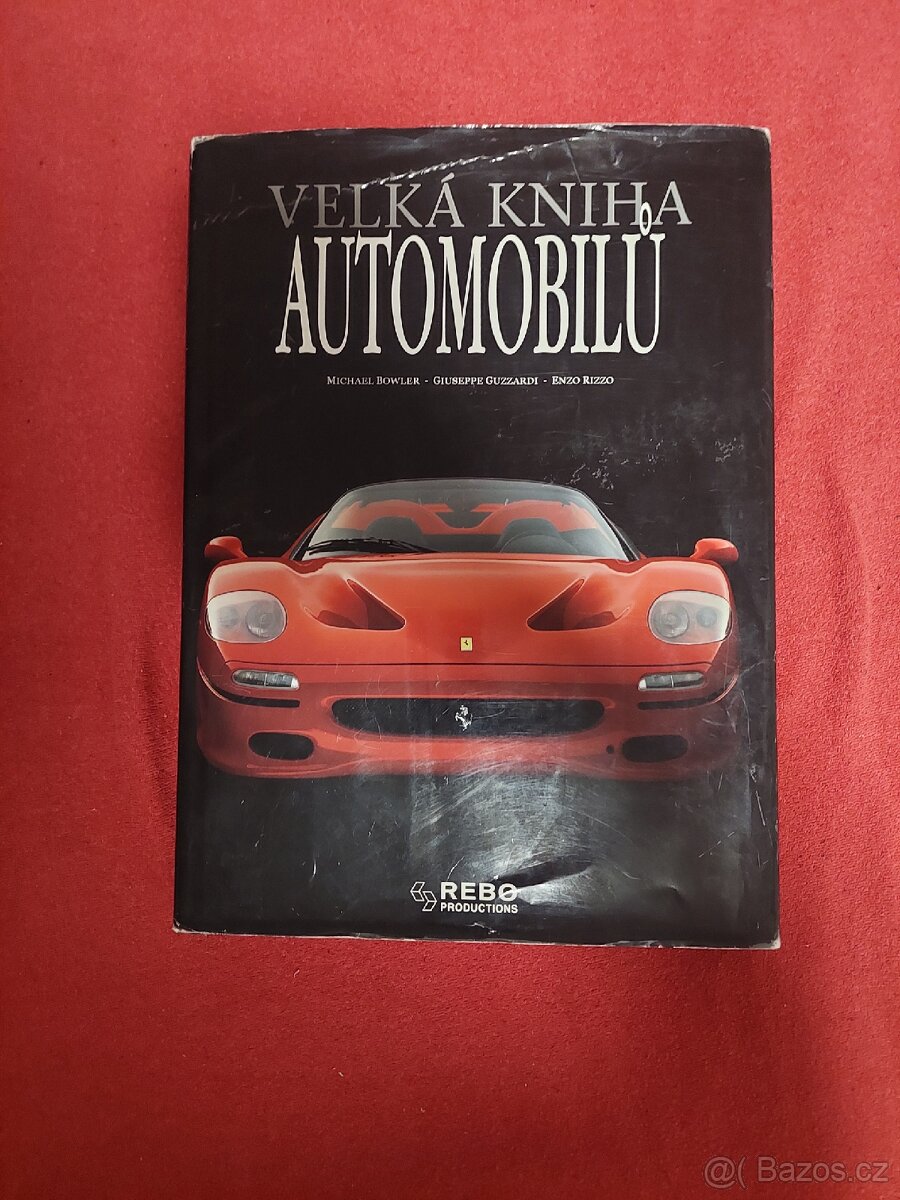 VELKÁ KNIHA
AUTOMOBILŮ
MICHAEL BOWLER - GIUSEPPE GUZZARDI - ENZO RIZZO
REBO
PRODUCTIONS
@( Bazos.cz